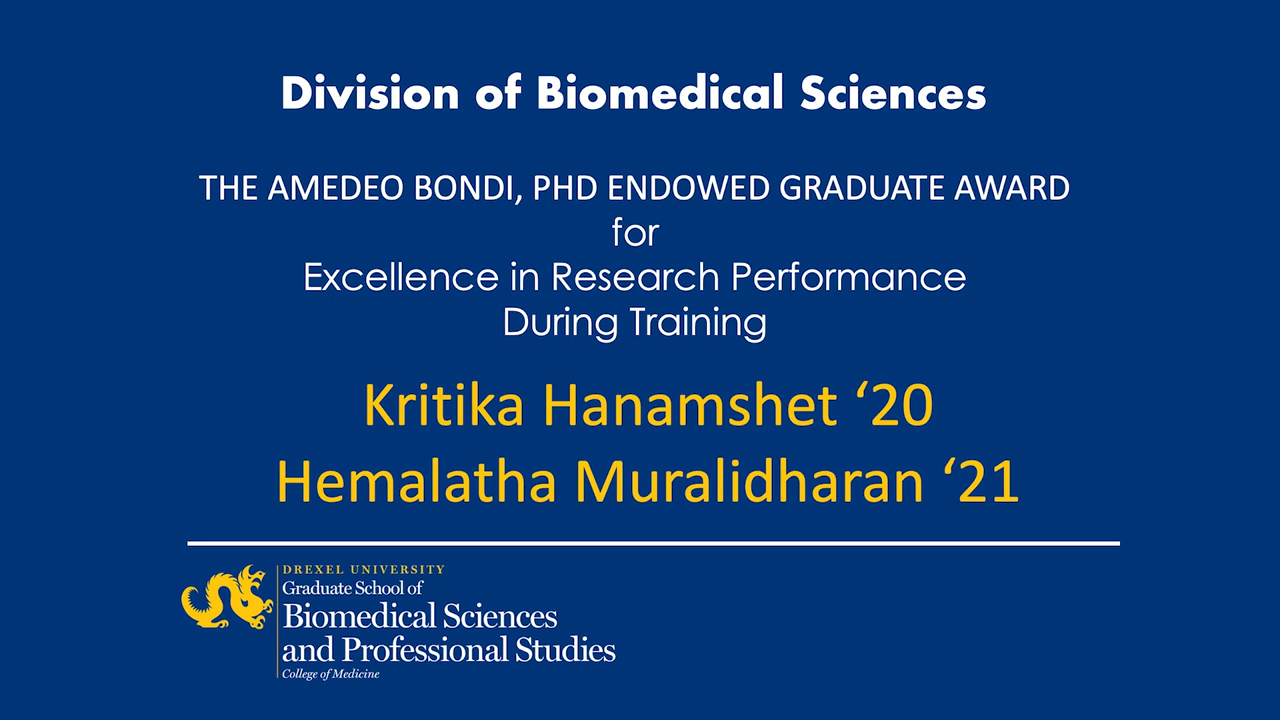 Division of Biomedical Sciences
THE AMEDEO BONDI, PHD ENDOWED GRADUATE AWARD
for
Excellence in Research Performance
During Training
Kritika Hanamshet ‘20
Hemalatha Muralidharan ‘21
DREXEL UNIVERSITY
Graduate School of
Biomedical Sciences
and Professional Studies
College of Medicine